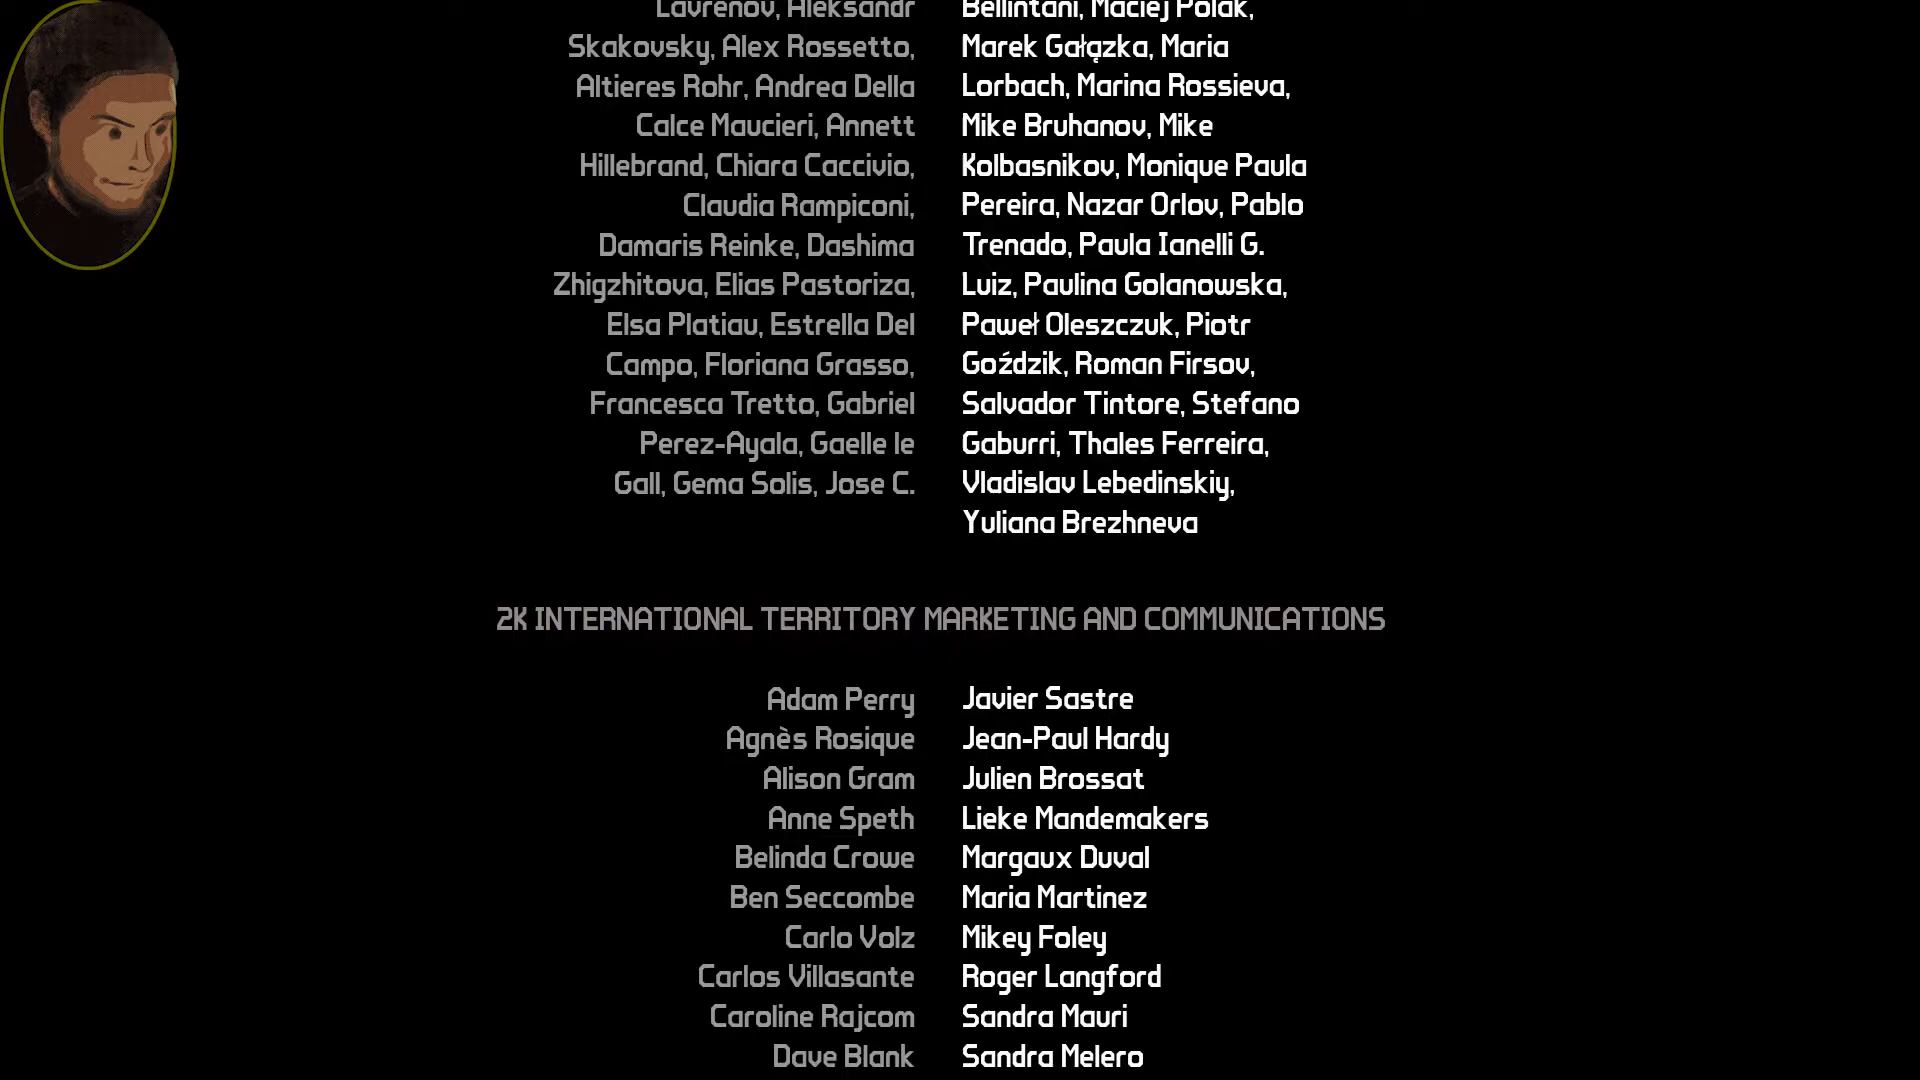 Lavrenov, Aleksandr
Skakovsky, Alex Rossetto,
Altieres Rohr, Andrea Della
Calce Maucieri, Annett
Hillebrand, Chiara Caccivio,
Claudia Rampiconi,
Damaris Reinke, Dashima
Zhigzhitova, Elias Pastoriza,
Elsa Platiau, Estrella Del
Campo, Floriana Grasso,
Francesca Tretto, Gabriel
Perez-Ayala, Gaelle le
Gall, Gema Solis, Jose C.
Bellintani, Maciej Polak,
Marek Gałązka, Maria
Lorbach, Marina Rossieva,
Mike Bruhanov, Mike
Kolbasnikov, Monique Paula
Pereira, Nazar Orlov, Pablo
Trenado, Paula Ianelli G.
Luiz, Paulina Golanowska,
Paweł Oleszczuk, Piotr
Goździk, Roman Firsov,
Salvador Tintore, Stefano
Gaburri, Thales Ferreira,
Vladislav Lebedinskiy,
Yuliana Brezhneva
2K INTERNATIONAL TERRITORY MARKETING AND COMMUNICATIONS
Adam Perry
Agnès Rosique
Alison Gram
Anne Speth
Belinda Crowe
Ben Seccombe
Carlo Volz
Carlos Villasante
Caroline Rajcom
Dave Blank
Javier Sastre
Jean-Paul Hardy
Julien Brossat
Lieke Mandemakers
Margaux Duval
Maria Martinez
Mikey Foley
Roger Langford
Sandra Mauri
Sandra Melero